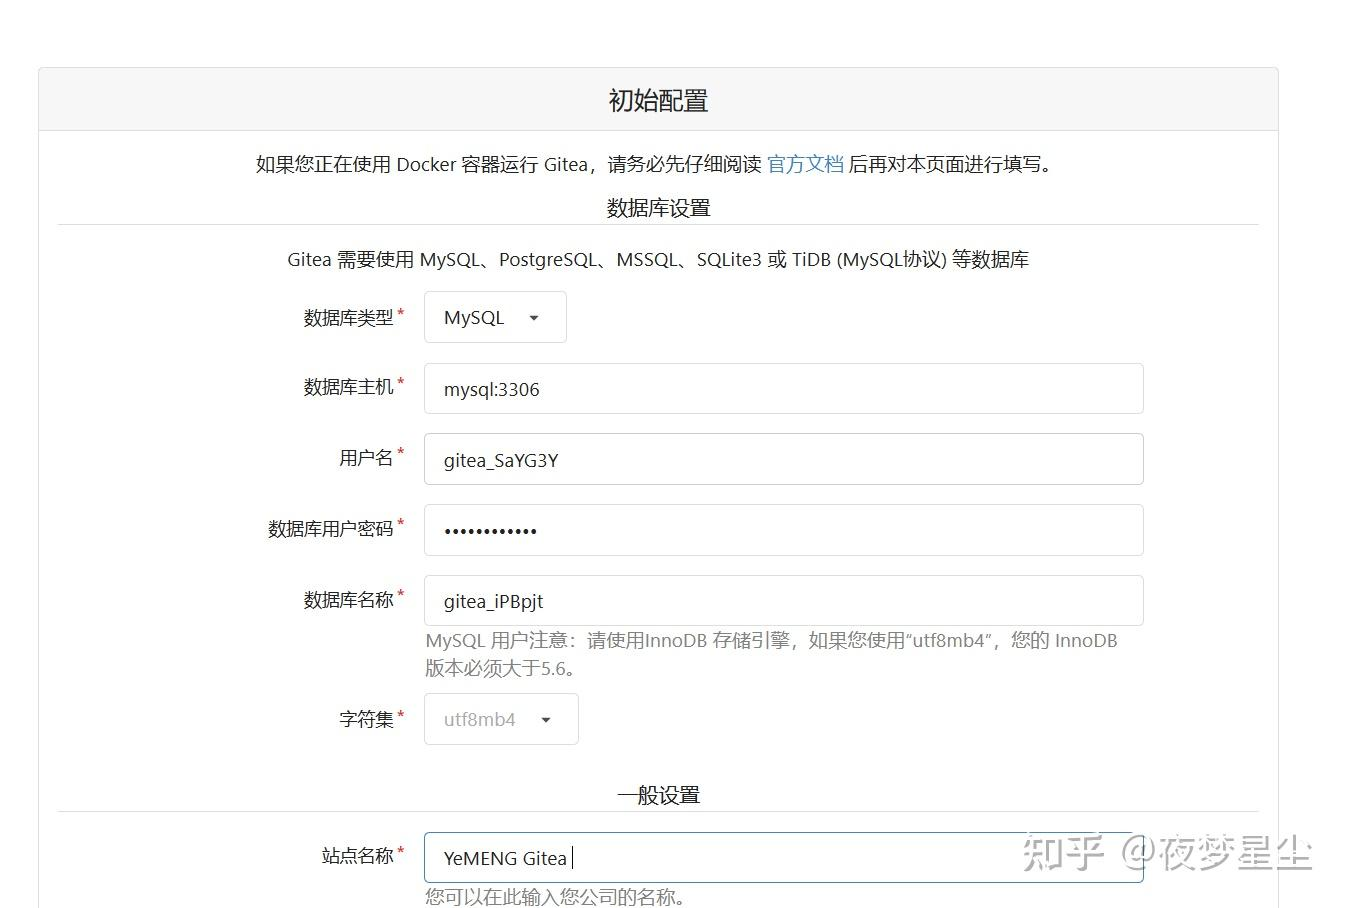 初始配置
如果您正在使用 Docker 容器运行 Gitea，请务必先仔细阅读 官方文档 后再对本页面进行填写。
数据库设置
Gitea 需要使用 MySQL、PostgreSQL、MSSQL、SQLite3 或 TiDB (MySQL协议) 等数据库
数据库类型* MySQL
数据库主机* mysql:3306
用户名* gitea_SaYG3Y
数据库用户密码* ••••••••••••
数据库名称* gitea_iPBpjt
MySQL 用户注意：请使用InnoDB 存储引擎，如果您使用“utf8mb4”，您的 InnoDB
版本必须大于5.6。
字符集* utf8mb4
一般设置
站点名称* YeMENG Gitea
您可以在此输入您公司的名称。
知乎 @夜梦星尘